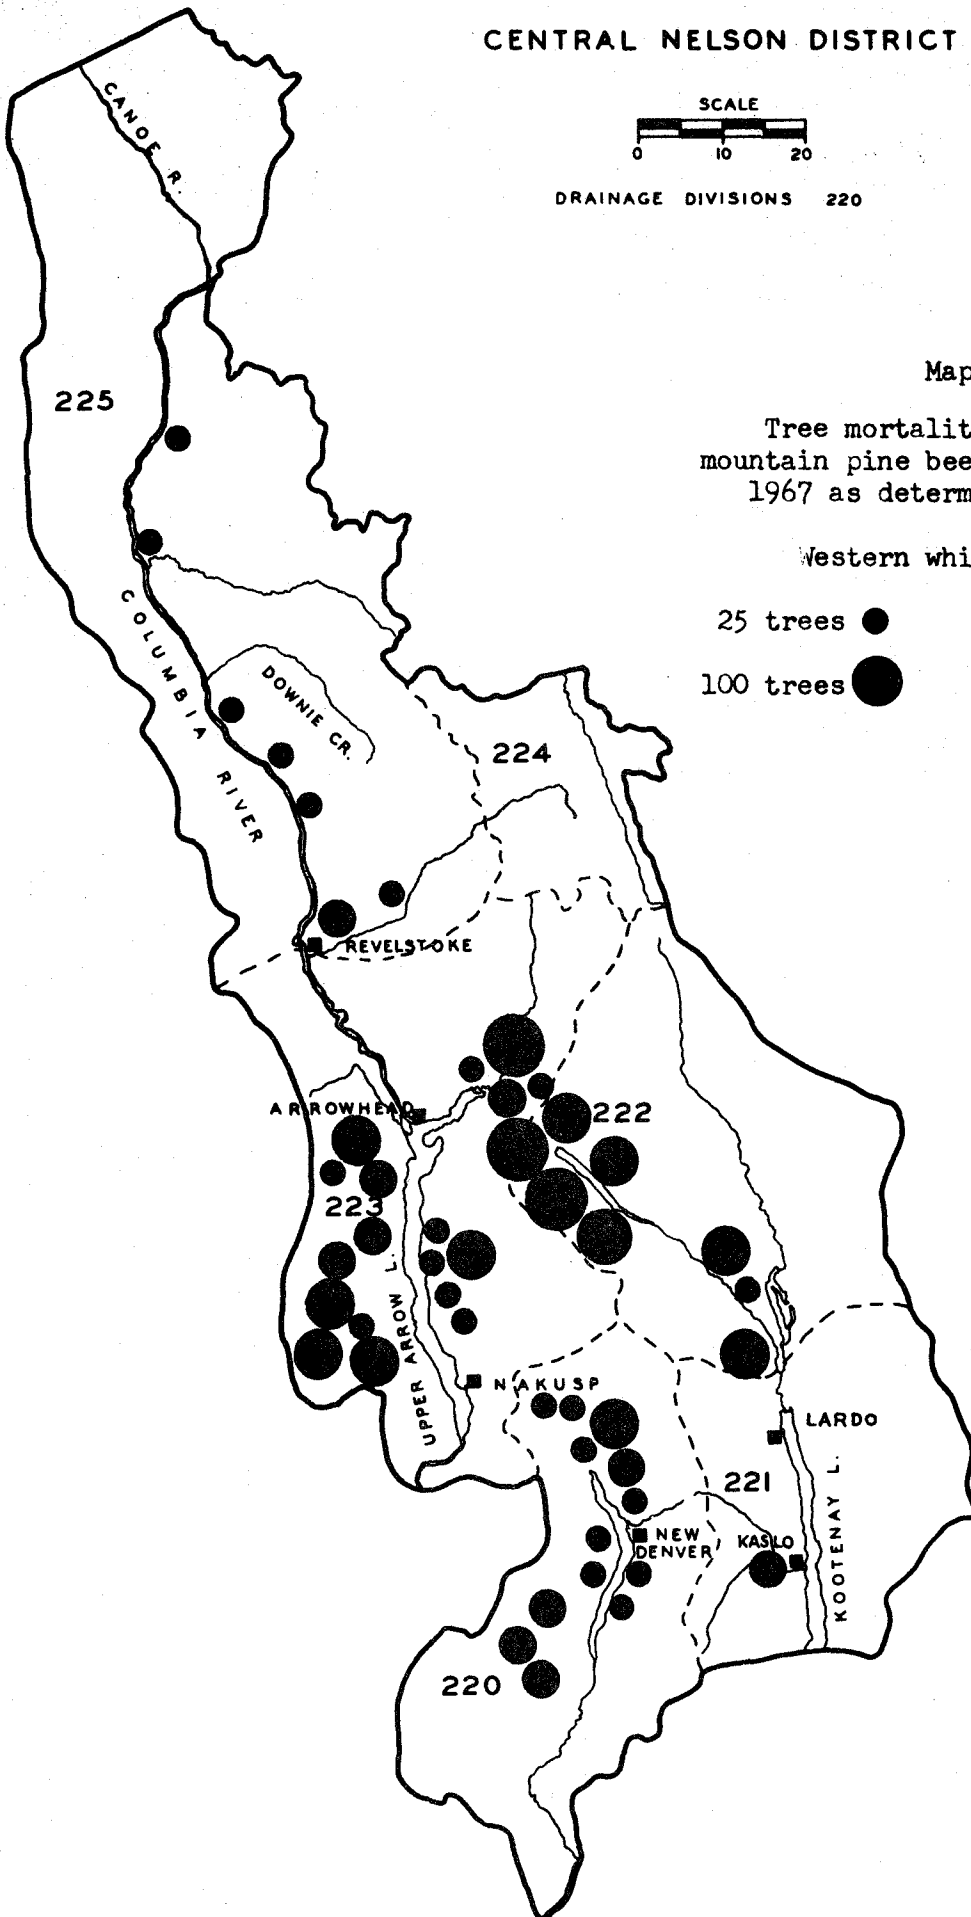 CENTRAL NELSON DISTRICT
SCALE
0 10 20
DRAINAGE DIVISIONS 220
CANOE R.
225
Map
Tree mortalit
mountain pine bee
1967 as determ
Western whi
25 trees
100 trees
COLUMBIA RIVER
DOWNIE CR.
224
REVELSTOKE
ARROWHEAD
222
223
UPPER ARROW L.
NAKUSP
LARDO
221
KOOTENAY L.
NEW
DENVER
KASLO
220